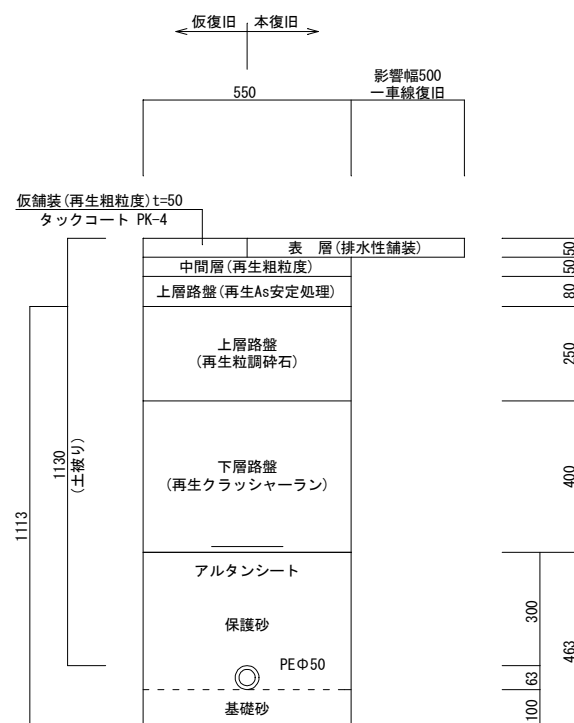 仮復旧 本復旧
550
影響幅500
一車線復旧
仮舗装(再生粗粒度)t=50
タックコート PK-4
表 層(排水性舗装)
中間層(再生粗粒度)
上層路盤(再生As安定処理)
上層路盤
(再生粒調砕石)
下層路盤
(再生クラッシャーラン)
アルタンシート
保護砂
PEΦ50
基礎砂
1113
1130
(土被り)
50
50
80
250
400
300
63
100
463